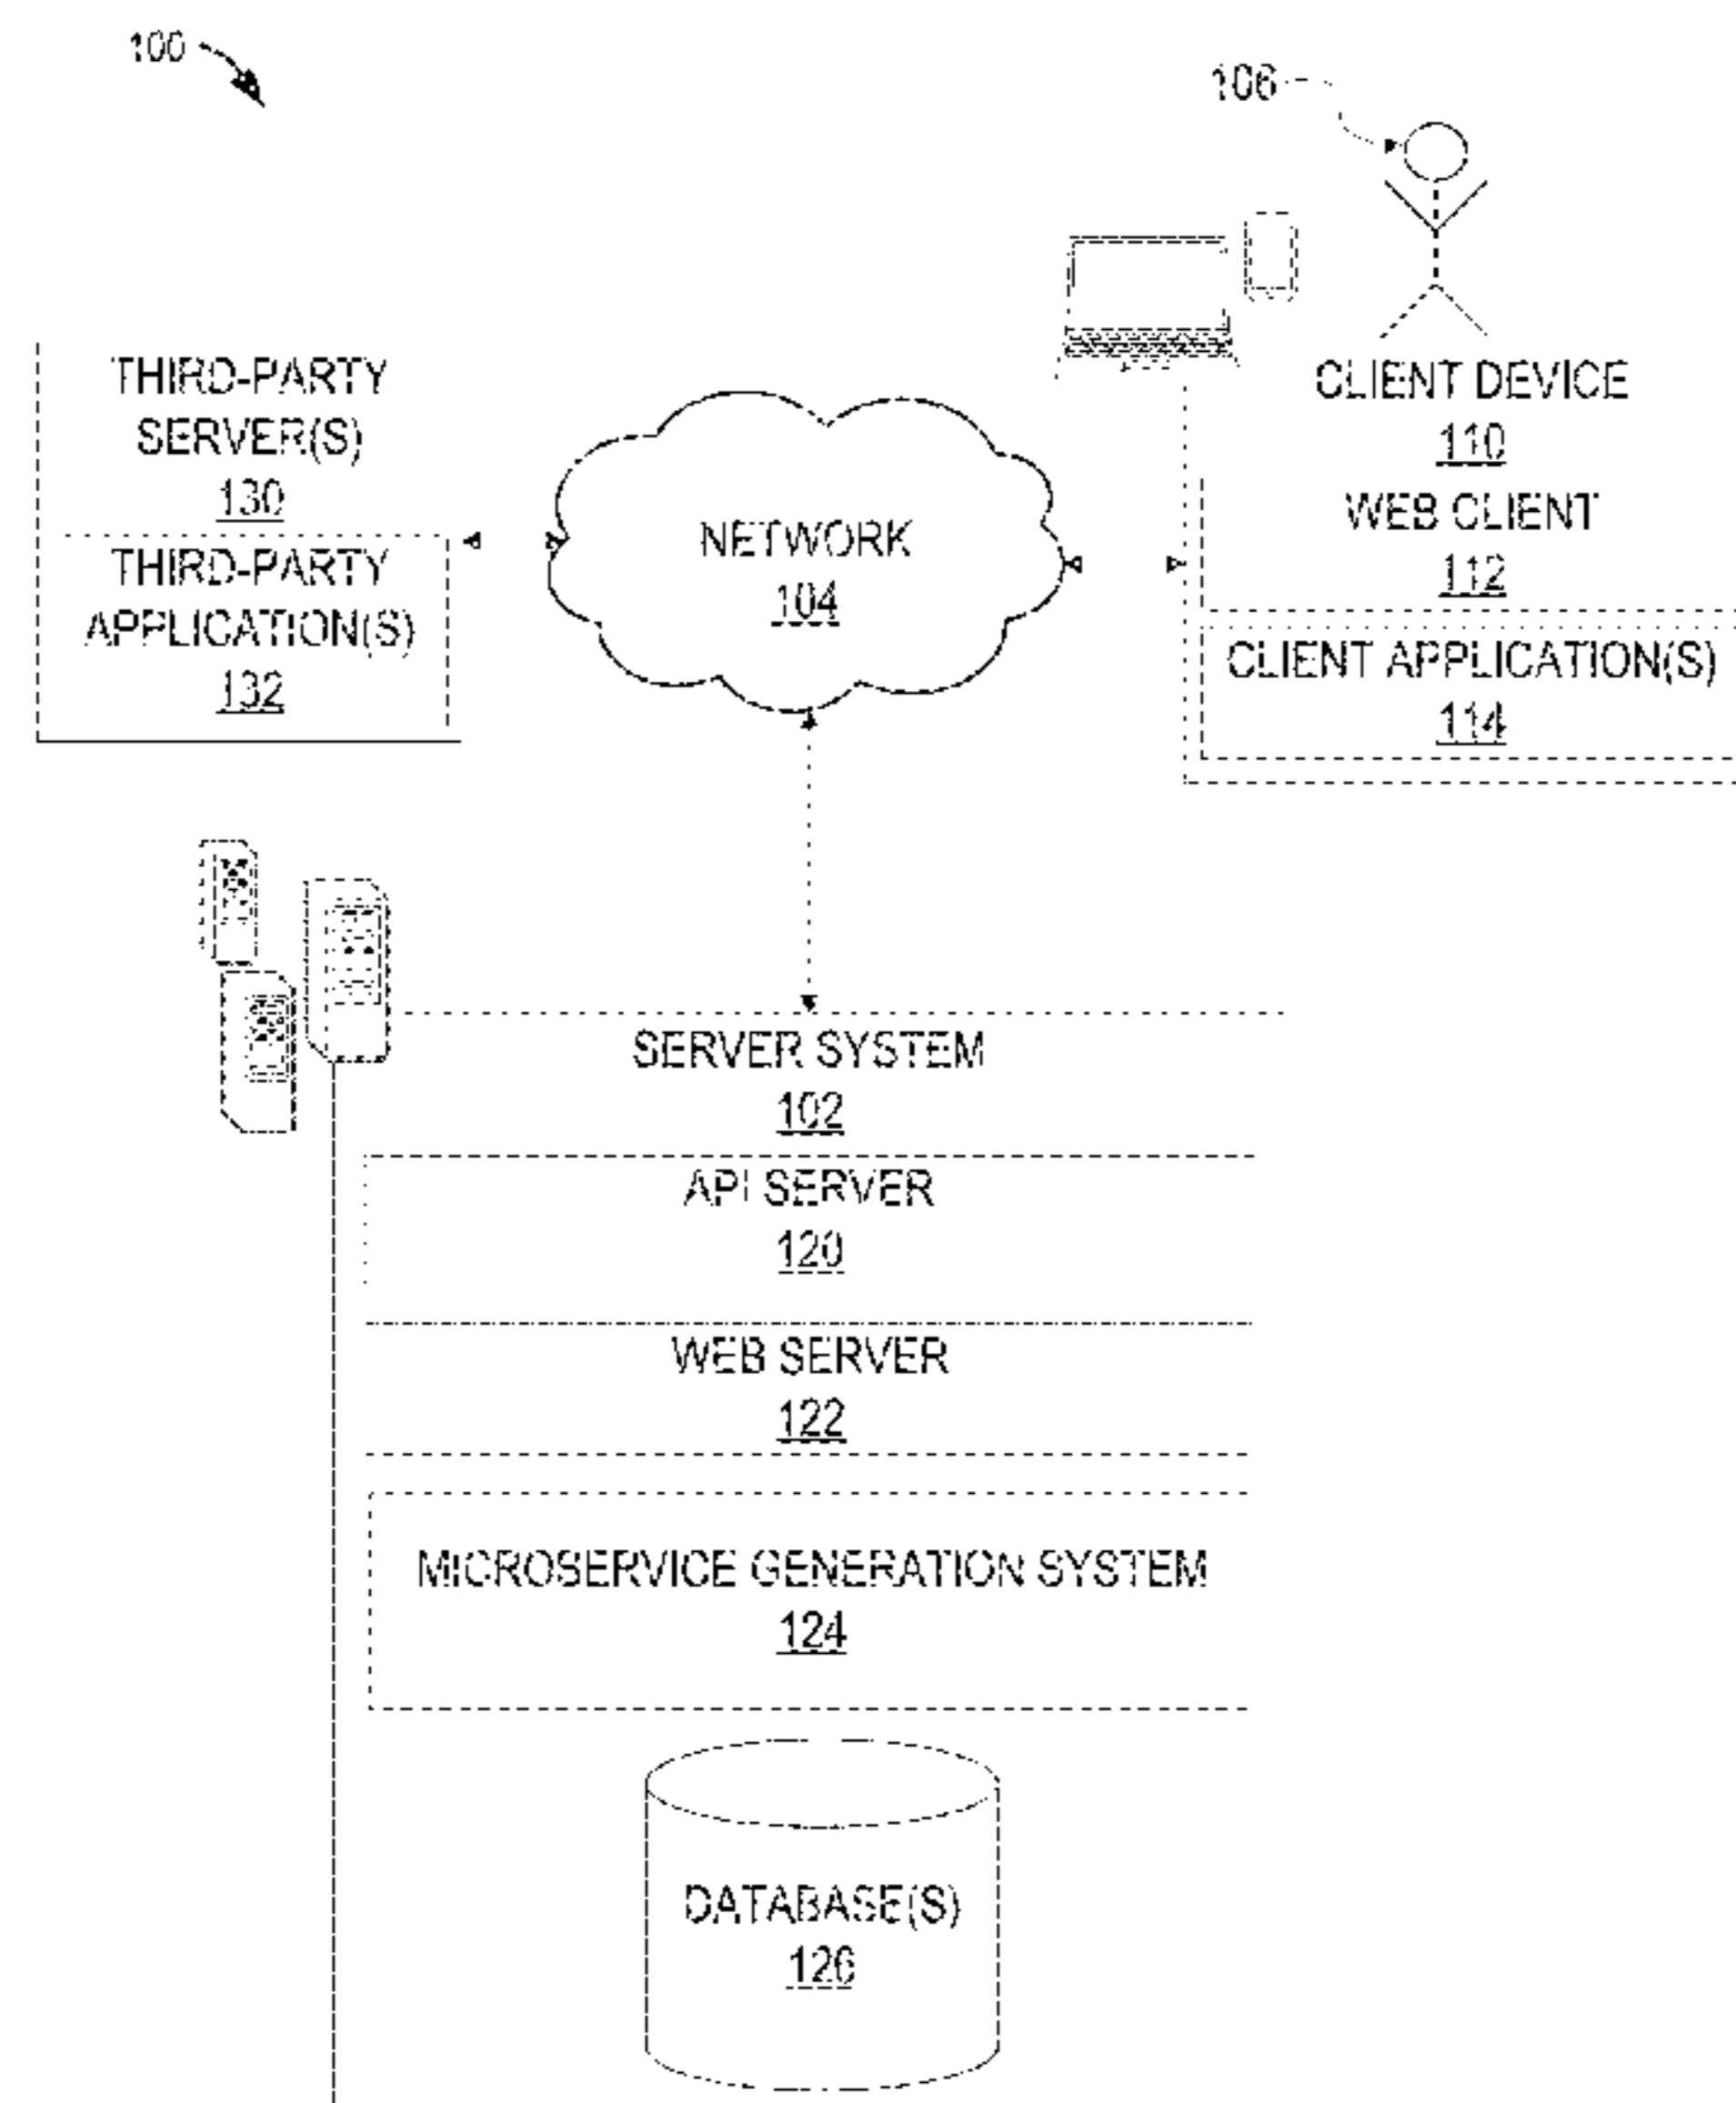 100
106
THIRD-PARTY
SERVER(S)
130
THIRD-PARTY
APPLICATION(S)
132
NETWORK
104
CLIENT DEVICE
110
WEB CLIENT
112
CLIENT APPLICATION(S)
114
SERVER SYSTEM
102
API SERVER
120
WEB SERVER
122
MICROSERVICE GENERATION SYSTEM
124
DATABASE(S)
126